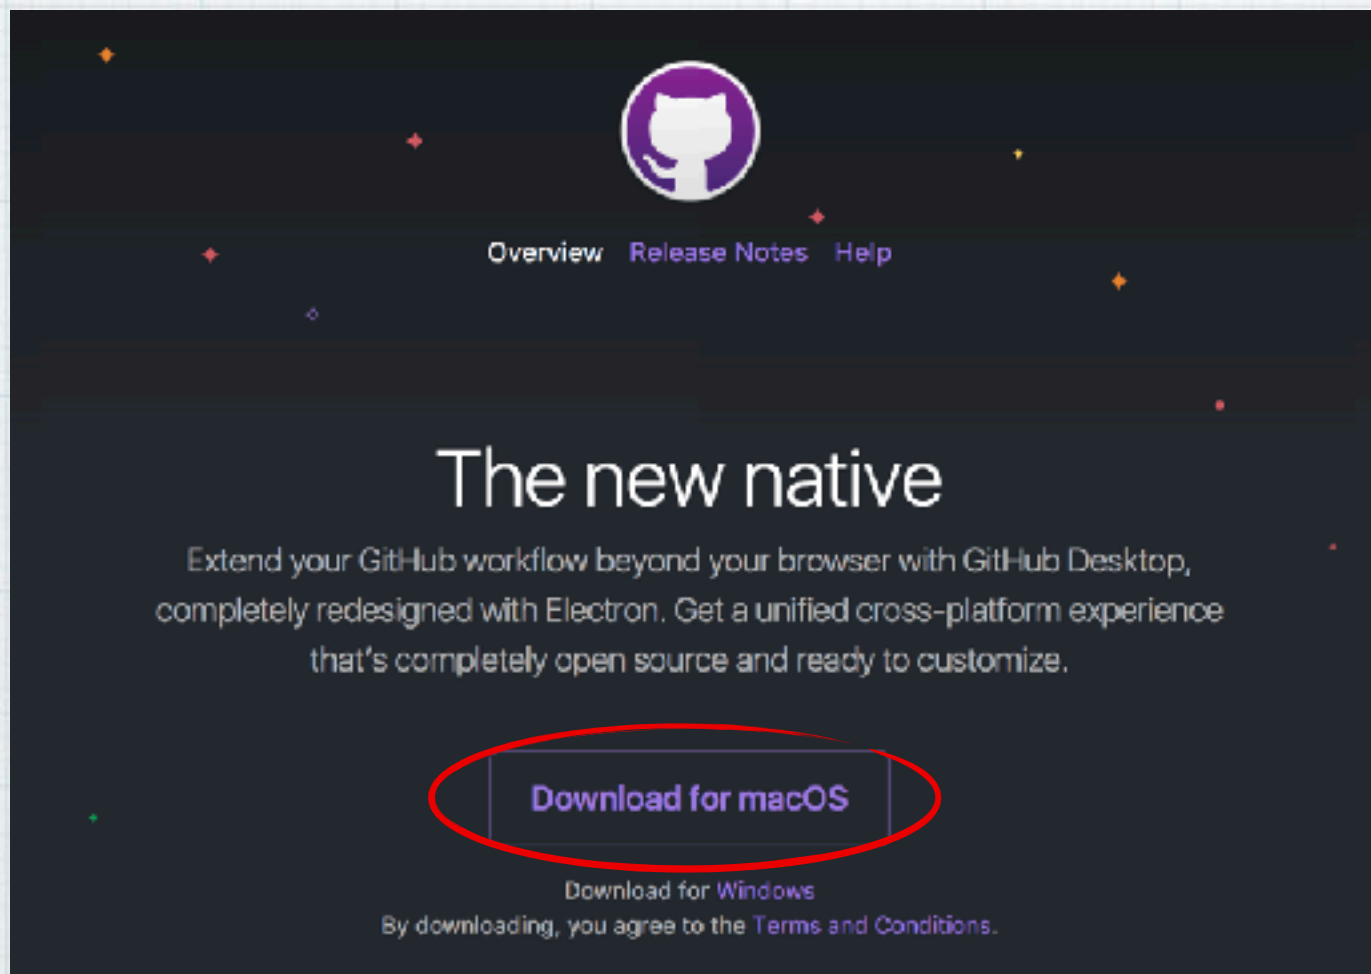 Overview Release Notes Help
The new native
Extend your GitHub workflow beyond your browser with GitHub Desktop,
completely redesigned with Electron. Get a unified cross-platform experience
that's completely open source and ready to customize.
Download for macOS
Download for Windows
By downloading, you agree to the Terms and Conditions.